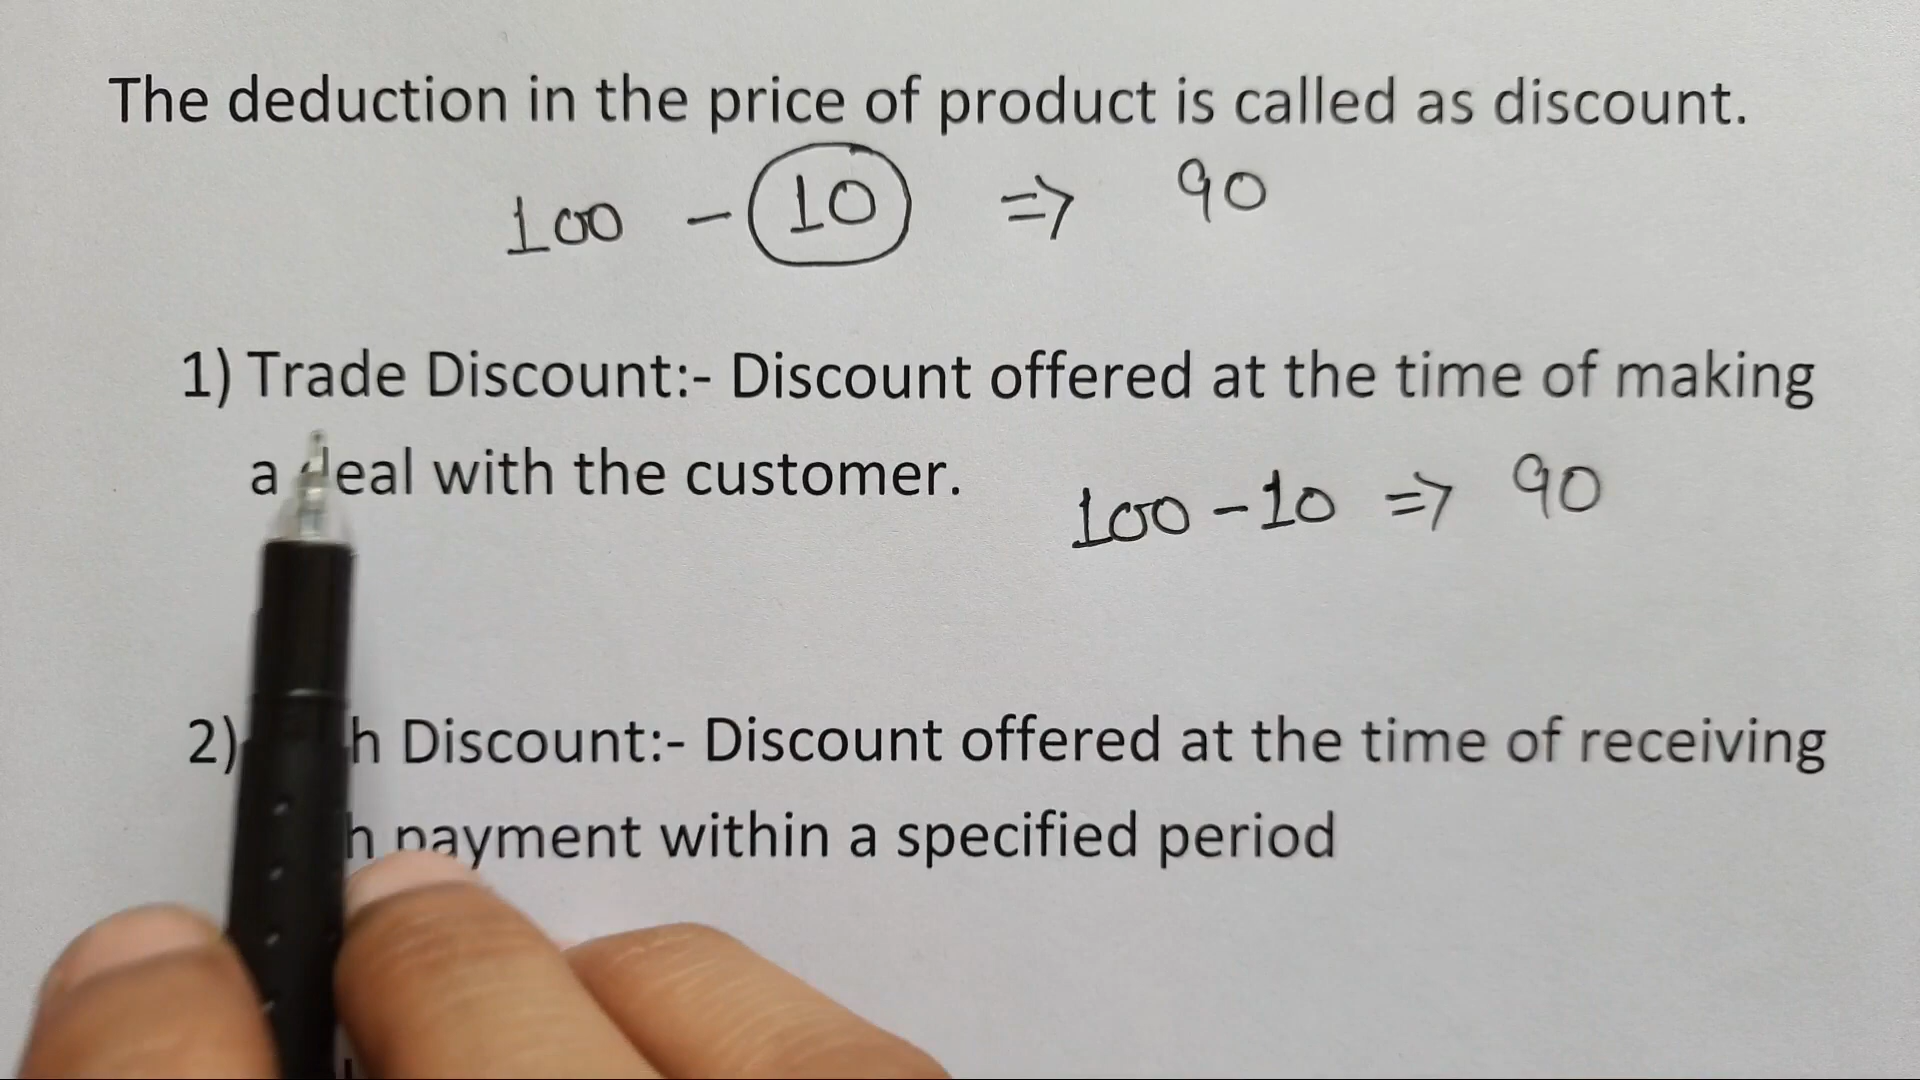 The deduction in the price of product is called as discount.
100 - 10 => 90
1) Trade Discount:- Discount offered at the time of making
a deal with the customer.
100 - 10 => 90
2) Discount:- Discount offered at the time of receiving
payment within a specified period